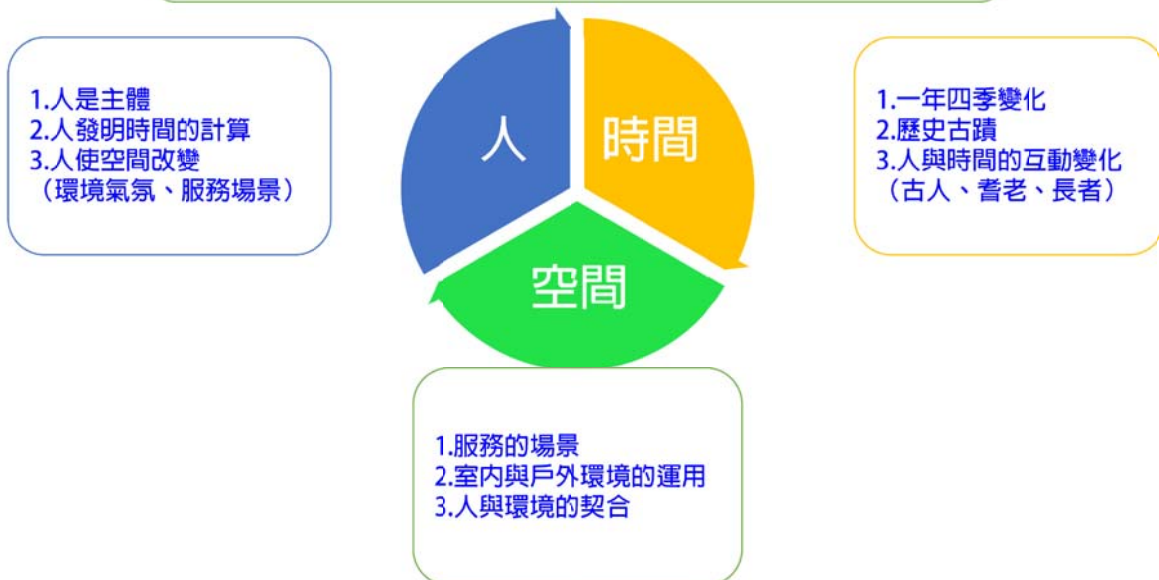 1.人是主體
2.人發明時間的計算
3.人使空間改變
（環境氣氛、服務場景）
人
時間
1.一年四季變化
2.歷史古蹟
3.人與時間的互動變化
（古人、耆老、長者）
空間
1.服務的場景
2.室內與戶外環境的運用
3.人與環境的契合